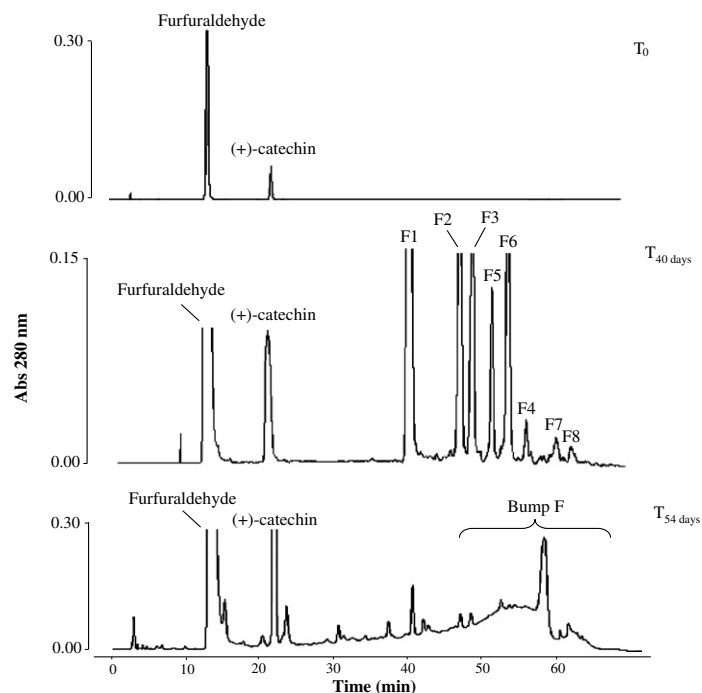 Furfuraldehyde
0.30
T0
(+)-catechin
0.00
F1
F2
F3
F6
0.15
T40 days
F5
Furfuraldehyde
(+)-catechin
Abs 280 nm
F4
F7
F8
0.00
Furfuraldehyde
(+)-catechin
Bump F
0.30
T54 days
0.00
0 10 20 30 40 50 60
Time (min)